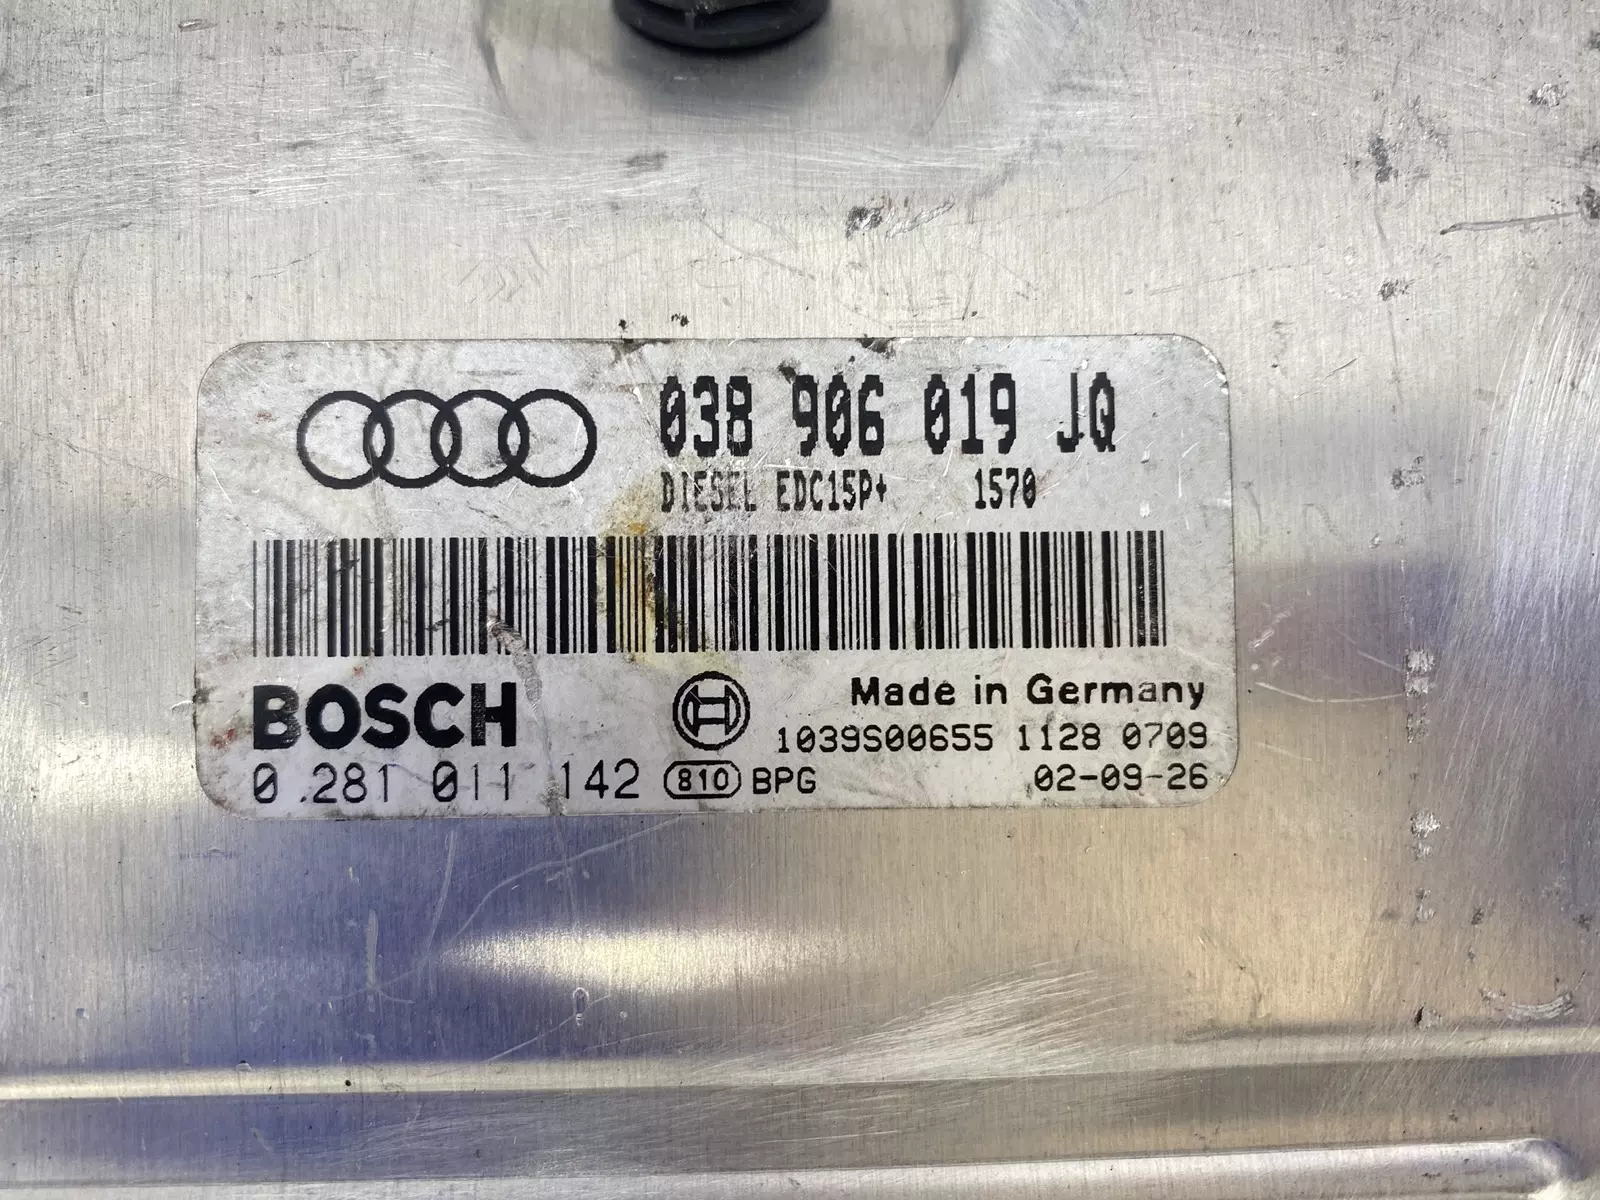 038 906 019 JQ
DIESEL EDC15P+ 1570
BOSCH
Made in Germany
1039S00655 1128 0709
0 281 011 142 810 BPG 02-09-26